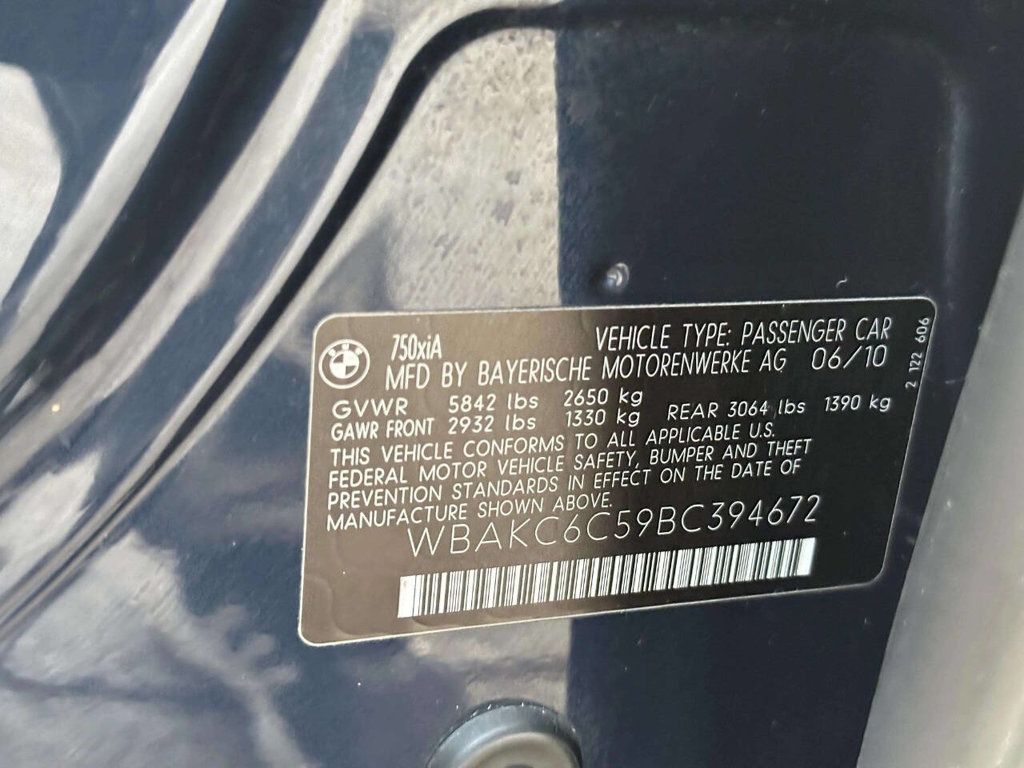 750xiA VEHICLE TYPE: PASSENGER CAR
MFD BY BAYERISCHE MOTORENWERKE AG 06/10
GVWR 5842 lbs 2650 kg
GAWR FRONT 2932 lbs 1330 kg REAR 3064 lbs 1390 kg
THIS VEHICLE CONFORMS TO ALL APPLICABLE U.S.
FEDERAL MOTOR VEHICLE SAFETY, BUMPER AND THEFT
PREVENTION STANDARDS IN EFFECT ON THE DATE OF
MANUFACTURE SHOWN ABOVE.
WBAKC6C59BC394672
2 122 606